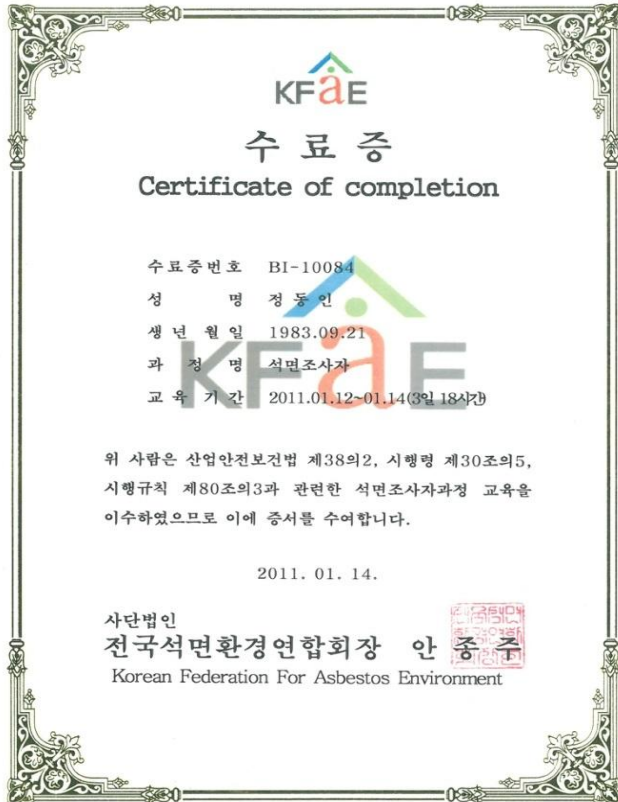 KFaE
수료증
Certificate of completion
수료증번호 BI-10084
성 명 정동인
생년월일 1983.09.21
과 정 명 석면조사자
교육 기간 2011.01.12~01.14(3일 18시간)
KFaE
위 사람은 산업안전보건법 제38의2, 시행령 제30조의5,
시행규칙 제80조의3과 관련한 석면조사자과정 교육을
이수하였으므로 이에 증서를 수여합니다.
2011. 01. 14.
사단법인
전국석면환경연합회장 안 종 주
Korean Federation For Asbestos Environment